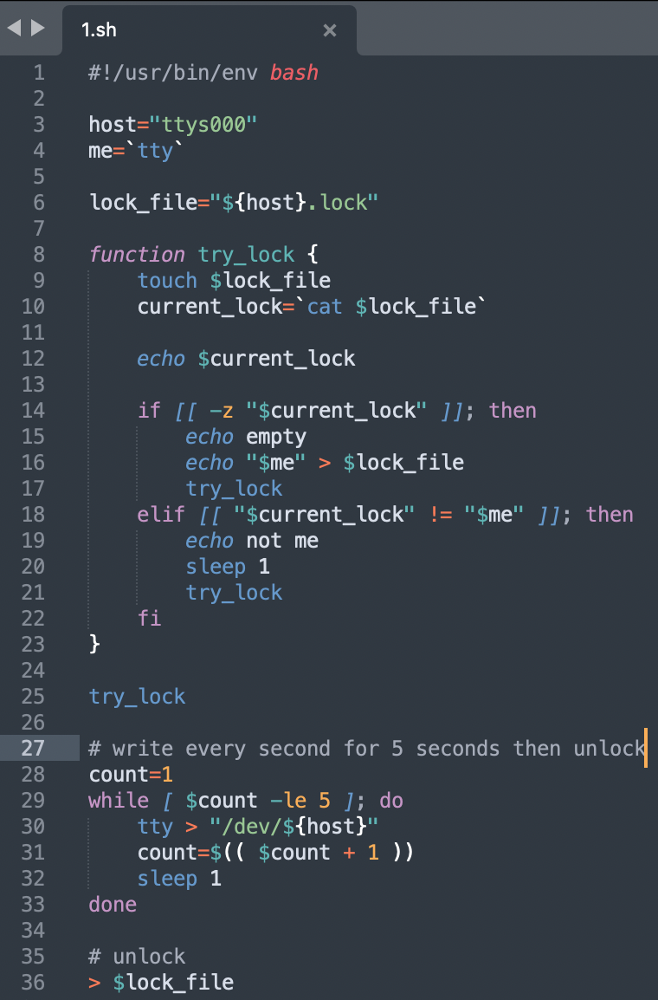 1.sh
1 #!/usr/bin/env bash
2
3 host="ttys000"
4 me=`tty`
5
6 lock_file="${host}.lock"
7
8 function try_lock {
9     touch $lock_file
10     current_lock=`cat $lock_file`
11
12     echo $current_lock
13
14     if [[ -z "$current_lock" ]]; then
15         echo empty
16         echo "$me" > $lock_file
17         try_lock
18     elif [[ "$current_lock" != "$me" ]]; then
19         echo not me
20         sleep 1
21         try_lock
22     fi
23 }
24
25 try_lock
26
27 # write every second for 5 seconds then unlock
28 count=1
29 while [ $count -le 5 ]; do
30     tty > "/dev/${host}"
31     count=$(( $count + 1 ))
32     sleep 1
33 done
34
35 # unlock
36 > $lock_file